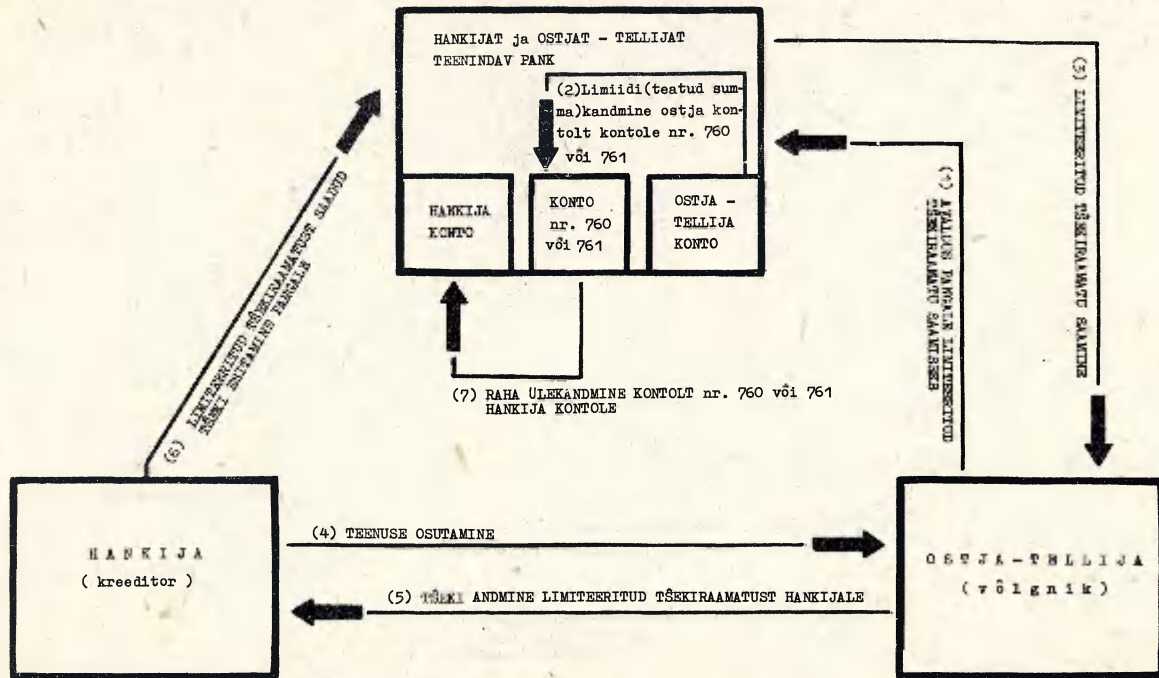 HANKIJAT ja OSTJAT - TELLIJAT
TEENINDAV PANK
(2)Limiidi(teatud sum-
ma)kandmine ostja kon-
tolt kontole nr. 760
või 761
HANKIJA
KONTO
KONTO
nr. 760
või 761
OSTJA -
TELLIJA
KONTO
(3) LIMITEERITUD TŠEKIRAAMATU SAAMINE
(1) AVALDUS PANGALE LIMITEERITUD
TŠEKIRAAMATU SAAMISEKS
(6) LIMITEERITUD TŠEKIRAAMATUST SAADUD
TŠEKI ESITAMINE PANGALE
(7) RAHA ULEKANDMINE KONTOLT nr. 760 või 761
HANKIJA KONTOLE
HANKIJA
( kreeditor )
(4) TEENUSE OSUTAMINE
(5) TŠEKI ANDMINE LIMITEERITUD TŠEKIRAAMATUST HANKIJALE
OSTJA-TELLIJA
(võlgnik)